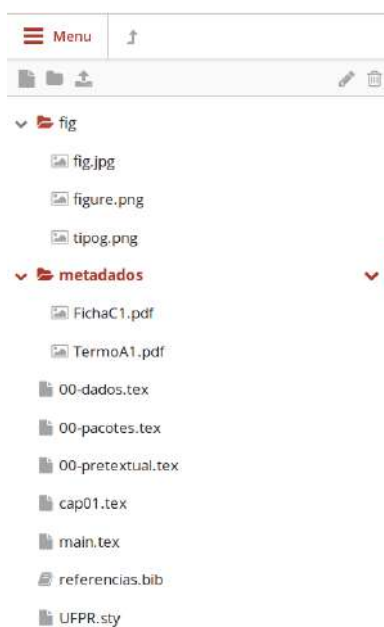 Menu
fig
fig.jpg
figure.png
tipog.png
metadados
FichaC1.pdf
TermoA1.pdf
00-dados.tex
00-pacotes.tex
00-pretextual.tex
cap01.tex
main.tex
referencias.bib
UFPR.sty